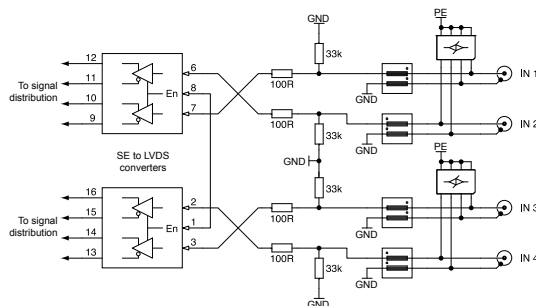 GND
PE
12
6
33k
IN 1
To signal
distribution
11
En
8
100R
GND
10
9
7
100R
33k
GND
IN 2
SE to LVDS
converters
GND
PE
16
2
33k
IN 3
To signal
distribution
15
En
1
100R
GND
14
13
3
100R
33k
GND
IN 4
GND